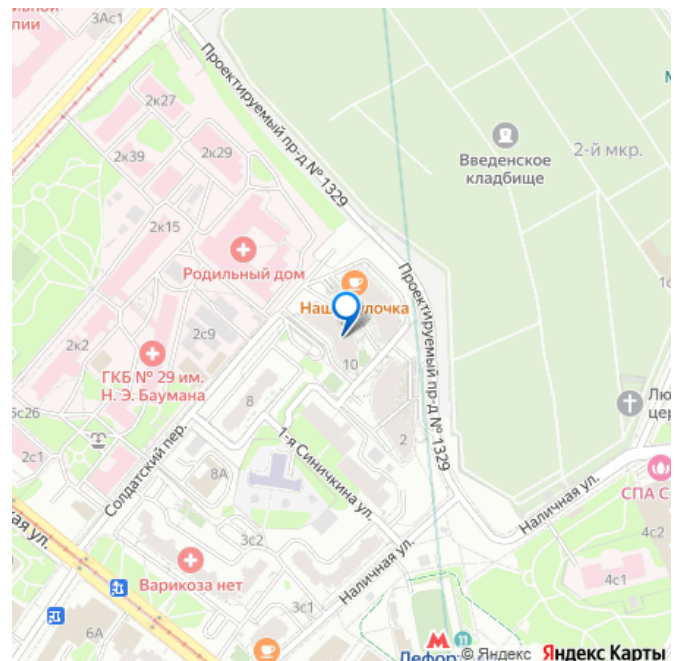 пии
3Ас1
2к27
2к39
2к29
2к15
Родильный дом
2с9
2к2
ГКБ № 29 им.
Н. Э. Баумана
2с1
Солдатский пер.
Проектируемый пр-д № 1329
Введенское
кладбище
2-й мкр.
Проектируемый пр-д № 1329
10
8
8А
2
1-я Синичкина ул.
3с2
Варикоза нет
3с1
6А
Наличная ул.
Наличная ул.
СПА С
4с2
4с1
11
© Яндекс Яндекс Карты